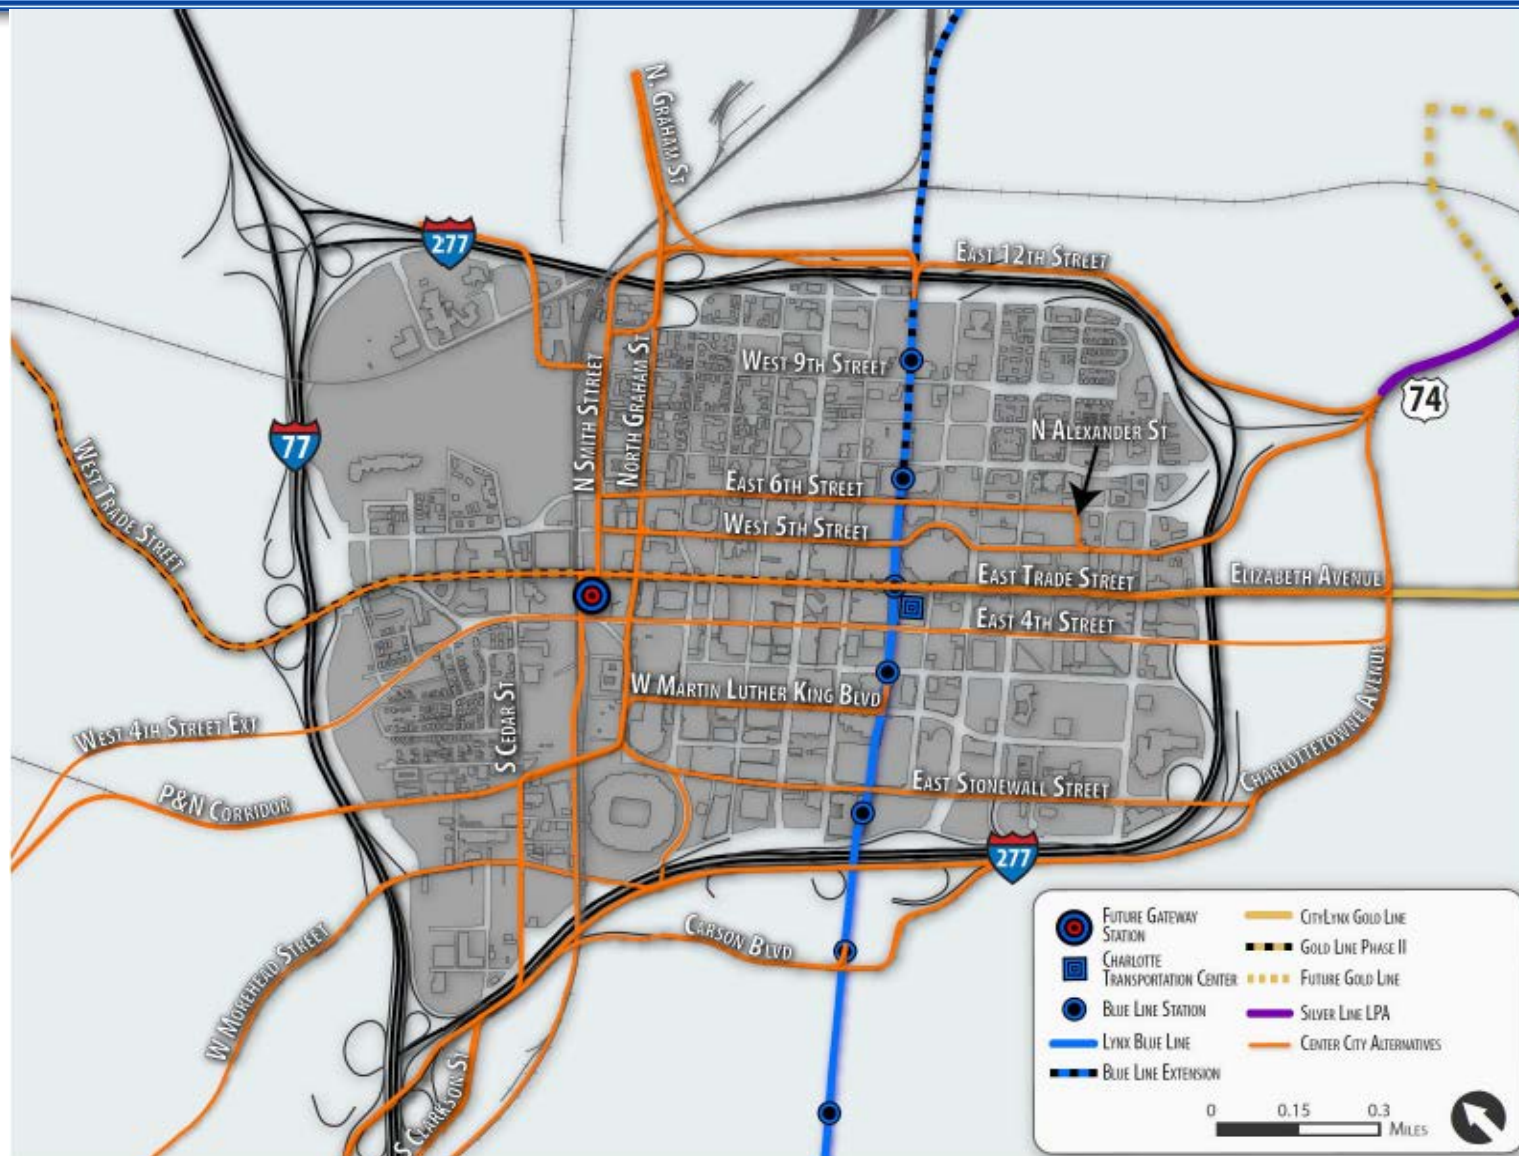 N. Graham St
277
East 12th Street
West 9th Street
74
N Smith Sttreet
North Graham St
N Alexander St
77
West Trade Street
East 6th Street
West 5th Street
East Trade Street
Elizabeth Avenue
East 4th Street
W Martin Luther King Blvd
S Cedar St
West 4th Street Ext
P&N Corridor
East Stonewall Street
Charlottetowne Avenue
277
Carson Blvd
W Morehead Street
S Clarkson St
Future Gateway
Station
Charlotte
Transportation Center
Blue Line Station
Lynx Blue Line
Blue Line Extension
CityLynx Gold Line
Gold Line Phase II
Future Gold Line
Silver Line LPA
Center City Alternatives
0 0.15 0.3
Miles